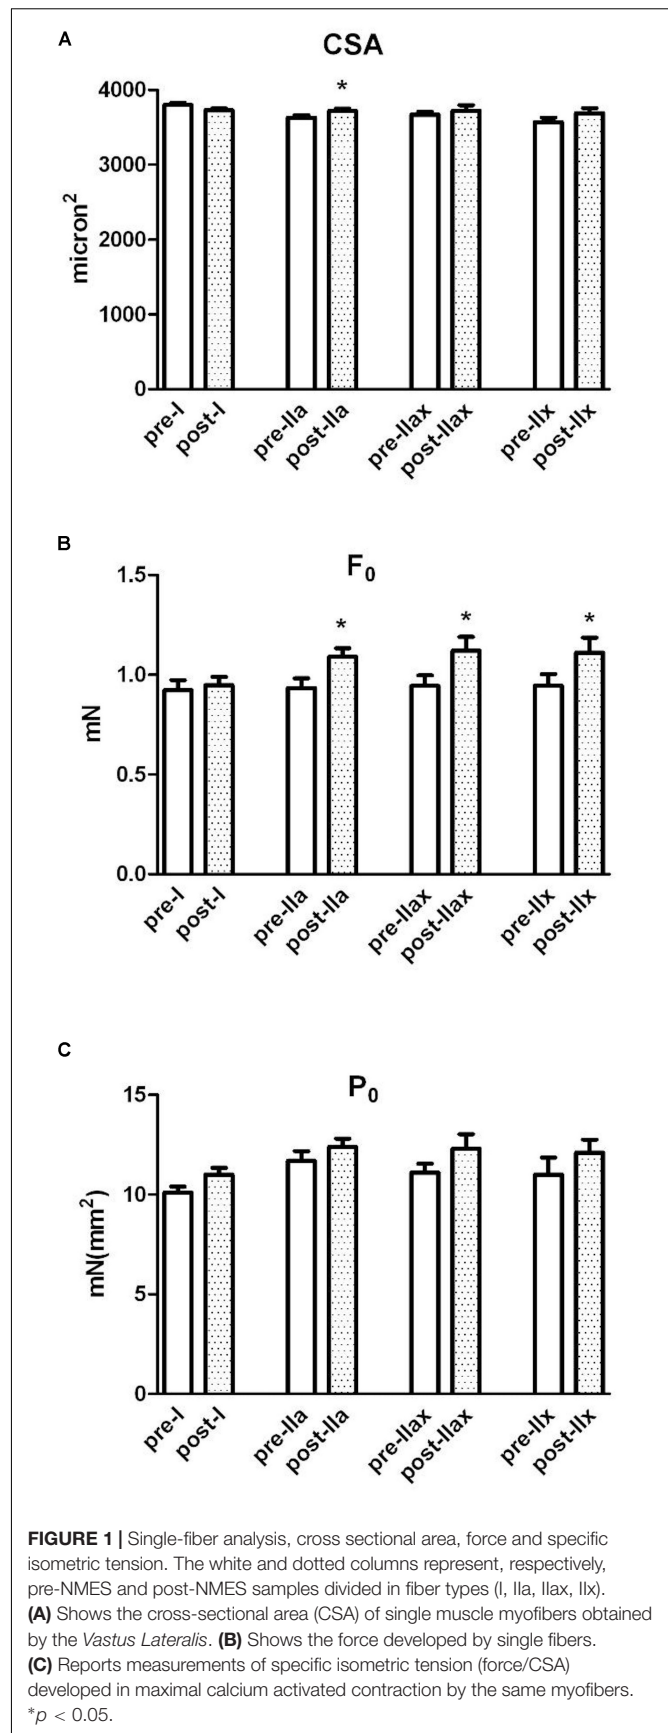 A
CSA
4000
3000
2000
1000
0
micron²
*
pre-I
post-I
pre-IIa
post-IIa
pre-IIax
post-IIax
pre-IIx
post-IIx
B
F₀
1.5
1.0
0.5
0.0
mN
* * *
pre-I
post-I
pre-IIa
post-IIa
pre-IIax
post-IIax
pre-IIx
post-IIx
C
P₀
15
10
5
0
mN(mm²)
pre-I
post-I
pre-IIa
post-IIa
pre-IIax
post-IIax
pre-IIx
post-IIx
FIGURE 1 | Single-fiber analysis, cross sectional area, force and specific
isometric tension. The white and dotted columns represent, respectively,
pre-NMES and post-NMES samples divided in fiber types (I, IIa, IIax, IIx).
(A) Shows the cross-sectional area (CSA) of single muscle myofibers obtained
by the Vastus Lateralis. (B) Shows the force developed by single fibers.
(C) Reports measurements of specific isometric tension (force/CSA)
developed in maximal calcium activated contraction by the same myofibers.
*p < 0.05.